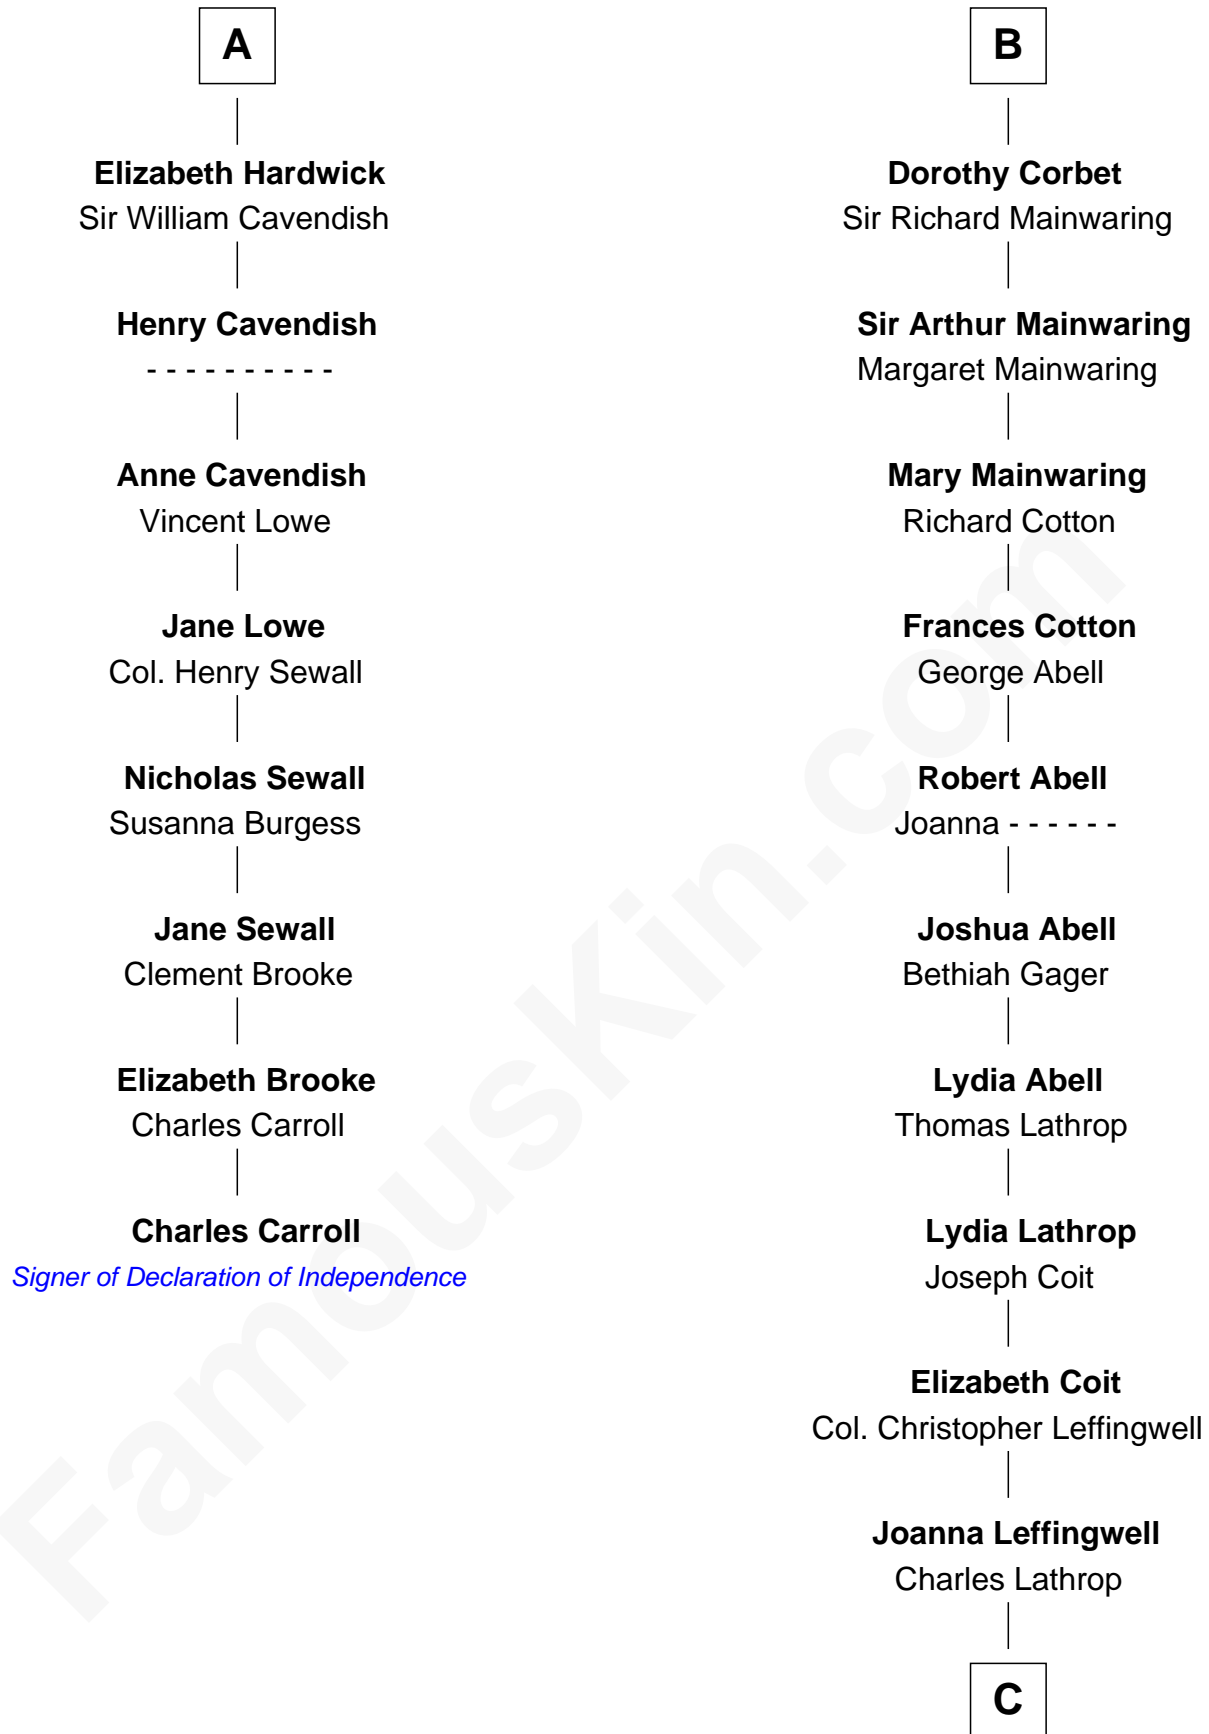 A
Elizabeth Hardwick
Sir William Cavendish
Henry Cavendish
- - - - - - - - - -
Anne Cavendish
Vincent Lowe
Jane Lowe
Col. Henry Sewall
Nicholas Sewall
Susanna Burgess
Jane Sewall
Clement Brooke
Elizabeth Brooke
Charles Carroll
Charles Carroll
Signer of Declaration of Independence
B
Dorothy Corbet
Sir Richard Mainwaring
Sir Arthur Mainwaring
Margaret Mainwaring
Mary Mainwaring
Richard Cotton
Frances Cotton
George Abell
Robert Abell
Joanna - - - - - -
Joshua Abell
Bethiah Gager
Lydia Abell
Thomas Lathrop
Lydia Lathrop
Joseph Coit
Elizabeth Coit
Col. Christopher Leffingwell
Joanna Leffingwell
Charles Lathrop
C
FamousKin.com